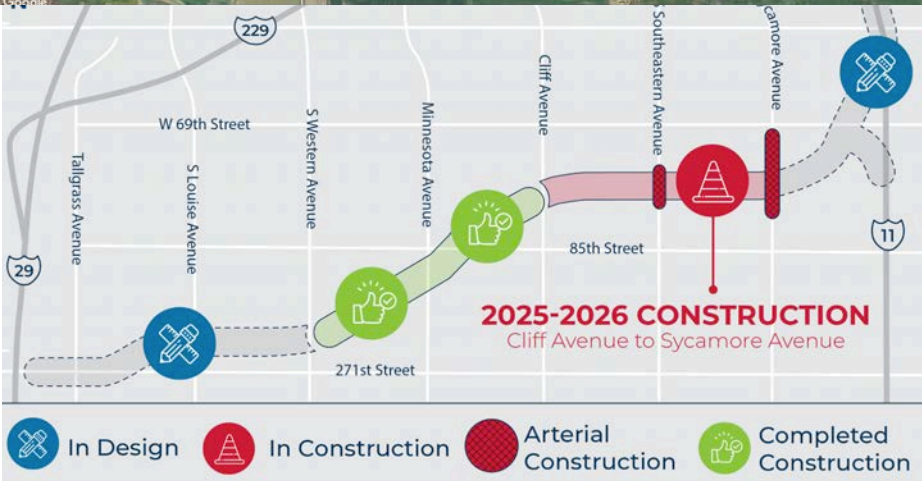 Google
229
Cliff Avenue
S Southeastern Avenue
camore Avenue
W 69th Street
S Western Avenue
Minnesota Avenue
Tallgrass Avenue
S Louise Avenue
11
85th Street
29
2025-2026 CONSTRUCTION
Cliff Avenue to Sycamore Avenue
271st Street
In Design
In Construction
Arterial
Construction
Completed
Construction